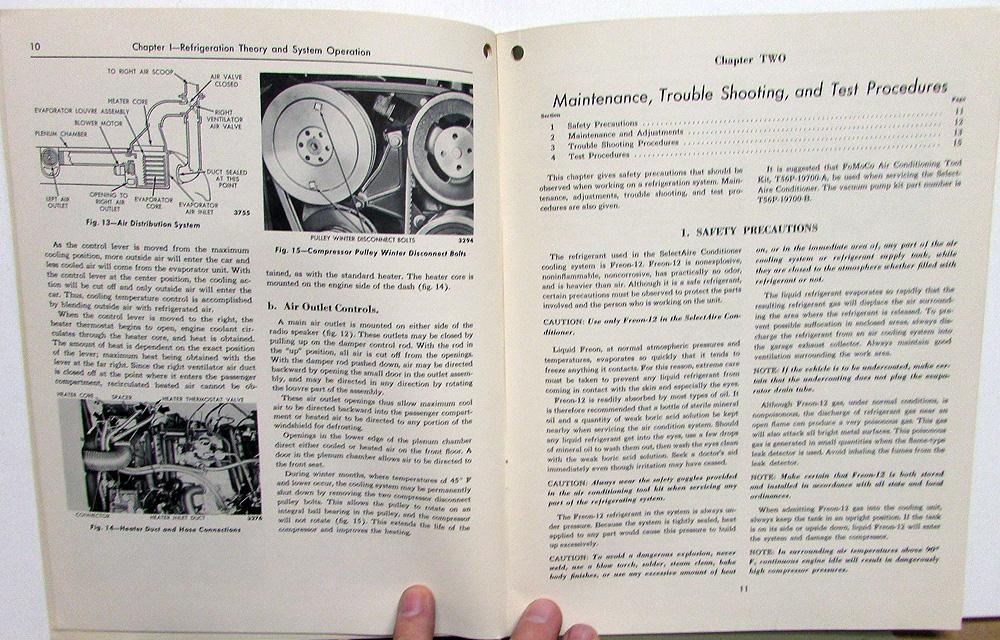 10
Chapter I—Refrigeration Theory and System Operation
TO RIGHT AIR SCOOP
AIR VALVE
CLOSED
HEATER CORE
EVAPORATOR LOUVRE ASSEMBLY
BLOWER MOTOR
PLENUM CHAMBER
RIGHT
VENTILATOR
AIR VALVE
DUCT SEALED
AT THIS
POINT
LEFT AIR
OUTLET
OPENING TO
RIGHT AIR
OUTLET
EVAPORATOR
CORE
EVAPORATOR
AIR INLET
3755
Fig. 13—Air Distribution System
As the control lever is moved from the maximum
cooling position, more outside air will enter the car and
less cooled air will come from the evaporator unit. With
the control lever at the center position, the cooling ac-
tion will be cut off and only outside air will enter the
car. Thus, cooling temperature control is accomplished
by blending outside air with refrigerated air.
When the control lever is moved to the right, the
heater thermostat begins to open, engine coolant cir-
culates through the heater core, and heat is obtained.
The amount of heat is dependent on the exact position
of the lever; maximum heat being obtained with the
lever at the far right. Since the right ventilator air duct
is closed off at the point where it enters the passenger
compartment, recirculated heated air cannot be ob-
HEATER CORE
SPACER
HEATER THERMOSTAT VALVE
CONNECTOR
HEATER INLET DUCT
3276
Fig. 14—Heater Duct and Hose Connections
PULLEY WINTER DISCONNECT BOLTS
3294
Fig. 15—Compressor Pulley Winter Disconnect Bolts
tained, as with the standard heater. The heater core is
mounted on the engine side of the dash (fig. 14).
b. Air Outlet Controls.
A main air outlet is mounted on either side of the
radio speaker (fig. 12). These outlets may be closed by
pulling up on the damper control rod. With the rod in
the "up" position, all air is cut off from the openings.
With the damper rod pushed down, air may be directed
backward by opening the small door in the outlet assem-
bly, and may be directed in any direction by rotating
the louvre part of the assembly.
These air outlet openings thus allow maximum cool
air to be directed backward into the passenger compart-
ment or heated air to be directed to any portion of the
windshield for defrosting.
Openings in the lower edge of the plenum chamber
direct either cooled or heated air on the front floor. A
door in the plenum chamber allows air to be directed to
the front seat.
During winter months, where temperatures of 45° F
and lower occur, the cooling system may be permanently
shut down by removing the two compressor disconnect
pulley bolts. This allows the pulley to rotate on an
integral ball bearing in the pulley, and the compressor
will not rotate (fig. 15). This extends the life of the
compressor and improves the heating.
Chapter TWO
Maintenance, Trouble Shooting, and Test Procedures
Section
Page
1 Safety Precautions 11
2 Maintenance and Adjustments 12
3 Trouble Shooting Procedures 13
4 Test Procedures 15
This chapter gives safety precautions that should be
observed when working on a refrigeration system. Main-
tenance, adjustments, trouble shooting, and test pro-
cedures are also given.
It is suggested that FoMoCo Air Conditioning Tool
Kit, T56P-19700-A, be used when servicing the Select-
Aire Conditioner. The vacuum pump kit part number is
T56P-19700-B.
1. SAFETY PRECAUTIONS
The refrigerant used in the SelectAire Conditioner
cooling system is Freon-12. Freon-12 is nonexplosive,
noninflammable, noncorrosive, has practically no odor,
and is heavier than air. Although it is a safe refrigerant,
certain precautions must be observed to protect the parts
involved and the person who is working on the unit.
CAUTION: Use only Freon-12 in the SelectAire Con-
ditioner.
Liquid Freon, at normal atmospheric pressures and
temperatures, evaporates so quickly that it tends to
freeze anything it contacts. For this reason, extreme care
must be taken to prevent any liquid refrigerant from
coming in contact with the skin and especially the eyes.
Freon-12 is readily absorbed by most types of oil. It
is therefore recommended that a bottle of sterile mineral
oil and a quantity of weak boric acid solution be kept
nearby when servicing the air condition system. Should
any liquid refrigerant get into the eyes, use a few drops
of mineral oil to wash them out, then wash the eyes clean
with the weak boric acid solution. Seek a doctor's aid
immediately even though irritation may have ceased.
CAUTION: Always wear the safety goggles provided
in the air conditioning tool kit when servicing any
part of the refrigerating system.
The Freon-12 refrigerant in the system is always un-
der pressure. Because the system is tightly sealed, heat
applied to any part would cause this pressure to build
up excessively.
CAUTION: To avoid a dangerous explosion, never
weld, use a blow torch, solder, steam clean, bake
body finishes, or use any excessive amount of heat
on, or in the immediate area of, any part of the air
cooling system or refrigerant supply tank, while
they are closed to the atmosphere whether filled with
refrigerant or not.
The liquid refrigerant evaporates so rapidly that the
resulting refrigerant gas will displace the air surround-
ing the area where the refrigerant is released. To pre-
vent possible suffocation in enclosed areas, always dis-
charge the refrigerant from an air cooling system into
the garage exhaust collector. Always maintain good
ventilation surrounding the work area.
NOTE: If the vehicle is to be undercoated, make cer-
tain that the undercoating does not plug the evapo-
rator drain tube.
Although Freon-12 gas, under normal conditions, is
nonpoisonous, the discharge of refrigerant gas near an
open flame can produce a very poisonous gas. This gas
will also attack all bright metal surfaces. This poisonous
gas is generated in small quantities when the flame-type
leak detector is used. Avoid inhaling the fumes from the
leak detector.
NOTE: Make certain that Freon-12 is both stored
and installed in accordance with all state and local
ordinances.
When admitting Freon-12 gas into the cooling unit,
always keep the tank in an upright position. If the tank
is on its side or upside down, liquid Freon-12 will enter
the system and damage the compressor.
NOTE: In surrounding air temperatures above 90°
F, continuous engine idle will result in dangerously
high compressor pressures.
11